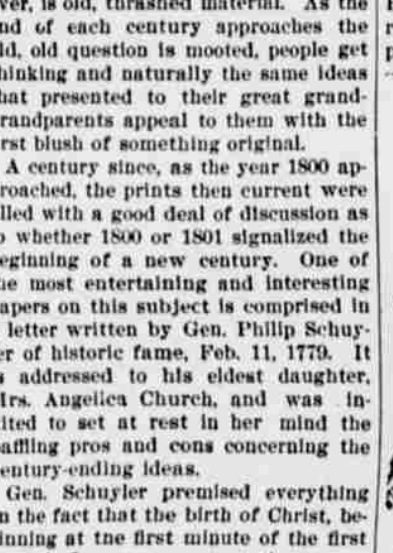 ver, is old, thrashed material. As the
nd of each century approaches the
ld, old question is mooted, people get
hinking and naturally the same ideas
hat presented to their great grand-
randparents appeal to them with the
rst blush of something original.
A century since, as the year 1800 ap-
roached, the prints then current were
lled with a good deal of discussion as
o whether 1800 or 1801 signalized the
eginning of a new century. One of
he most entertaining and interesting
apers on this subject is comprised in
letter written by Gen. Philip Schuy-
er of historic fame, Feb. 11, 1779. It
s addressed to his eldest daughter,
rs. Angelica Church, and was in-
ited to set at rest in her mind the
affling pros and cons concerning the
entury-ending ideas.
Gen. Schuyler premised everything
n the fact that the birth of Christ, be-
inning at the first minute of the first